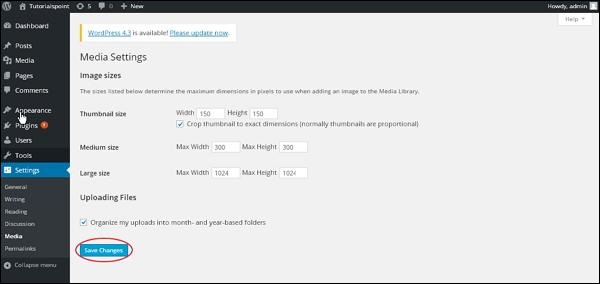 Tutorialspoint 5 0 + New Howdy, admin
Help
Dashboard
Posts
Media
Pages
Comments
Appearance
Plugins
Users
Tools
Settings
General
Writing
Reading
Discussion
Media
Permalinks
Collapse menu
WordPress 4.3 is available! Please update now.
Media Settings
Image sizes
The sizes listed below determine the maximum dimensions in pixels to use when adding an image to the Media Library.
Thumbnail size Width 150 Height 150
Crop thumbnail to exact dimensions (normally thumbnails are proportional)
Medium size Max Width 300 Max Height 300
Large size Max Width 1024 Max Height 1024
Uploading Files
Organize my uploads into month- and year-based folders
Save Changes